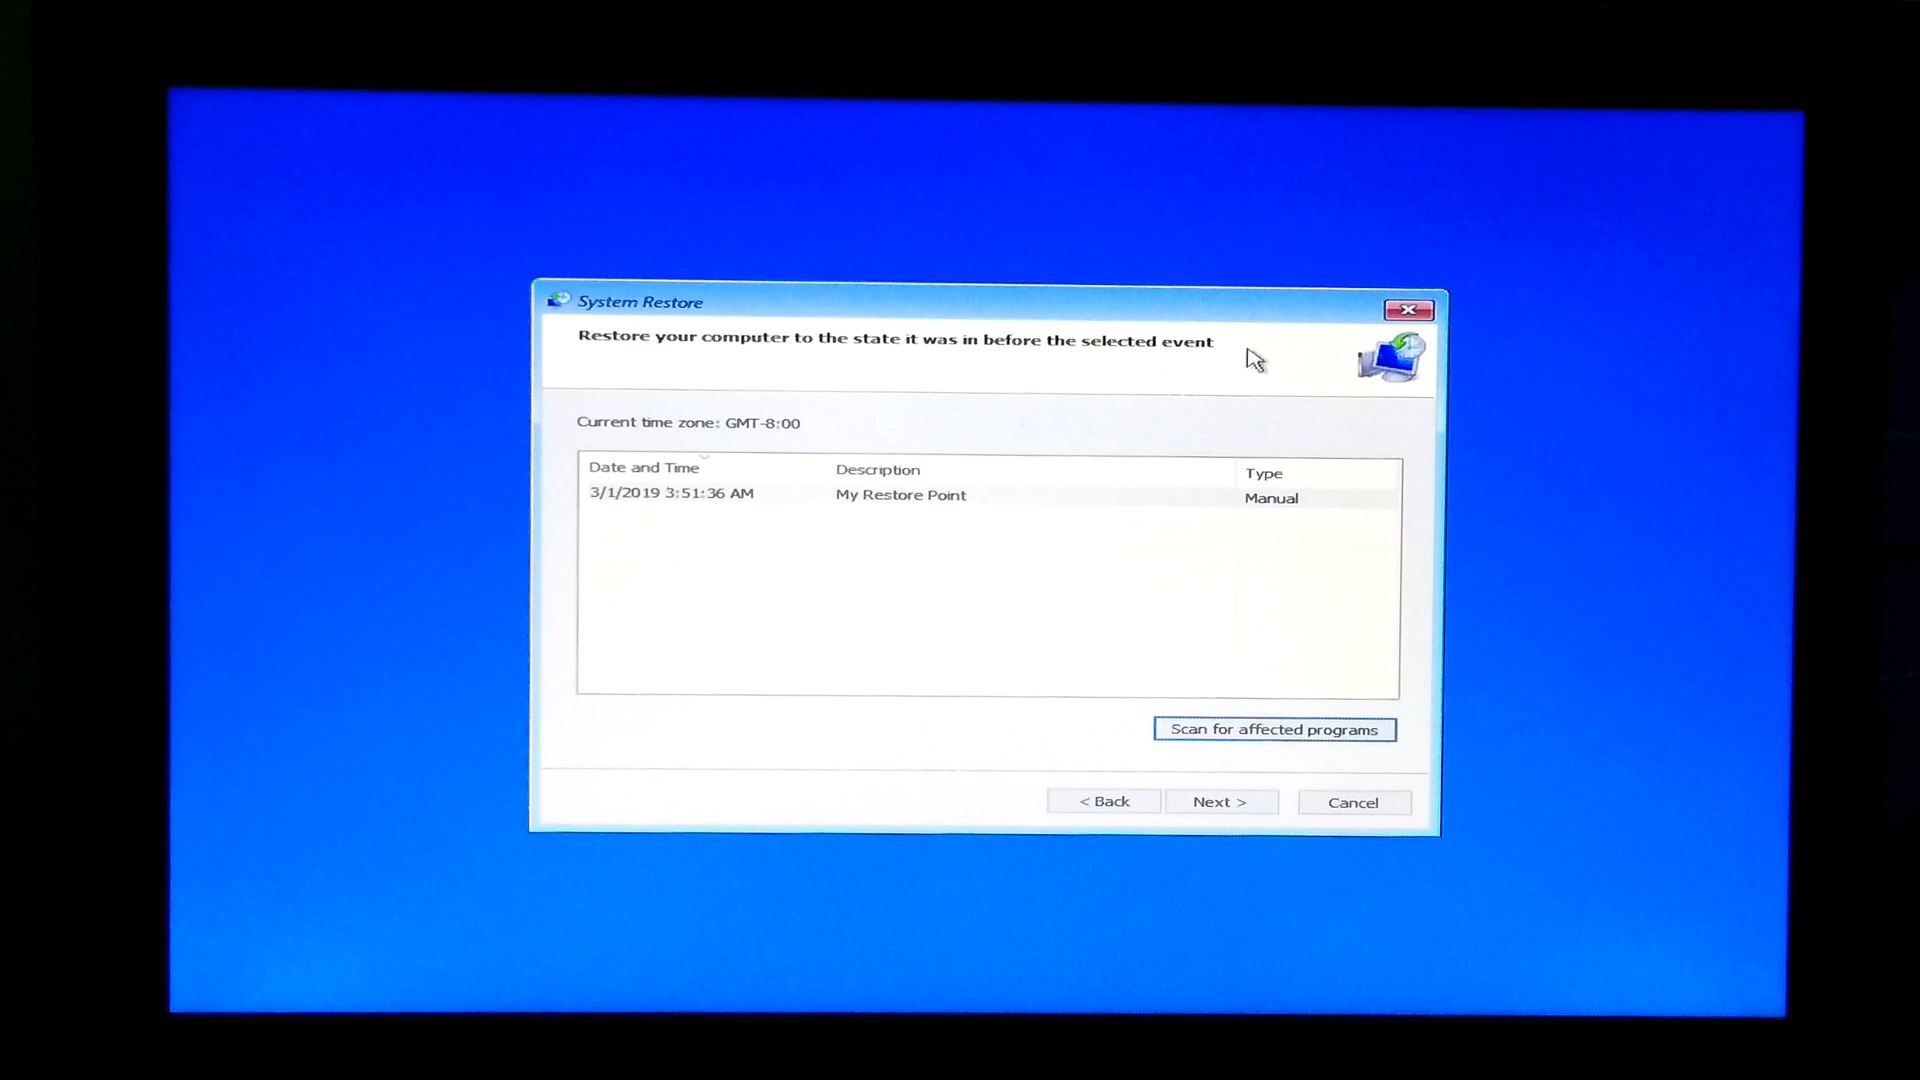 System Restore
Restore your computer to the state it was in before the selected event
Current time zone: GMT-8:00
Date and Time Description Type
3/1/2019 3:51:36 AM My Restore Point Manual
Scan for affected programs
< Back Next > Cancel